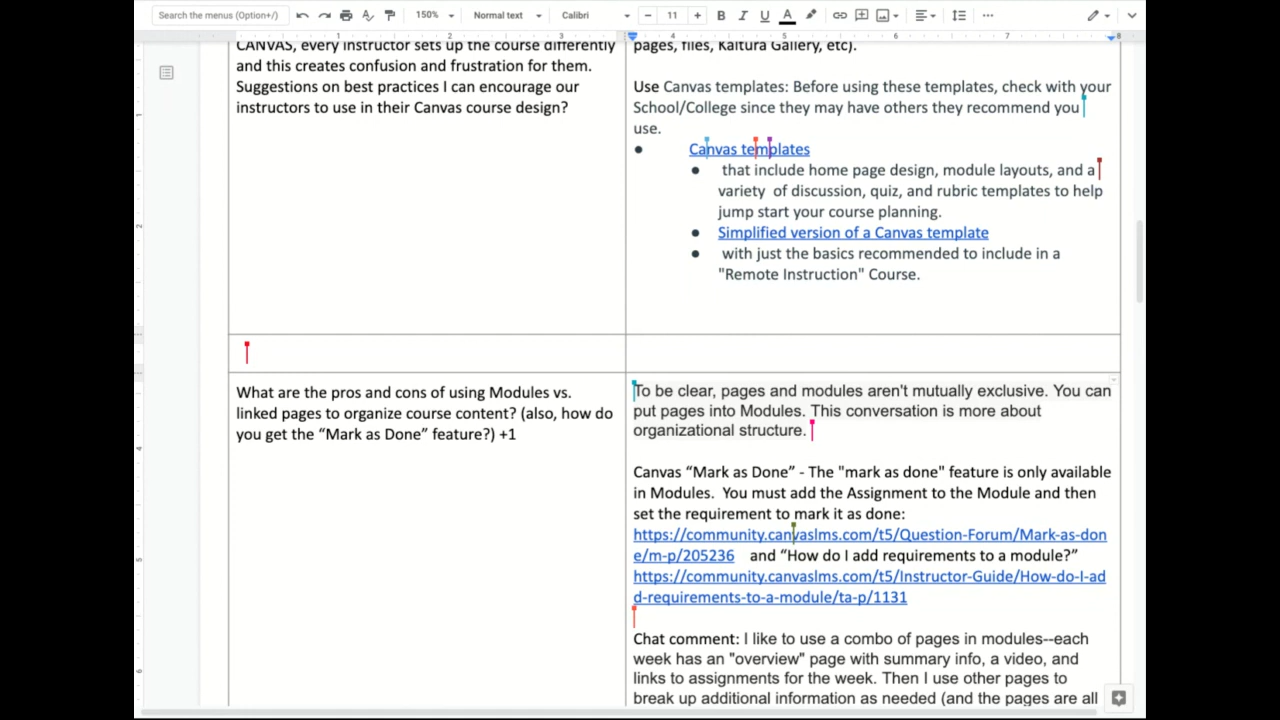 Search the menus (Option+/)
150%
Normal text
Calibri
11
B I U A
1 2 3 4 5 6 7 8
CANVAS, every instructor sets up the course differently
and this creates confusion and frustration for them.
Suggestions on best practices I can encourage our
instructors to use in their Canvas course design?
pages, files, Kaltura Gallery, etc).
Use Canvas templates: Before using these templates, check with your
School/College since they may have others they recommend you
use.
● Canvas templates
● that include home page design, module layouts, and a
variety of discussion, quiz, and rubric templates to help
jump start your course planning.
● Simplified version of a Canvas template
● with just the basics recommended to include in a
"Remote Instruction" Course.
What are the pros and cons of using Modules vs.
linked pages to organize course content? (also, how do
you get the “Mark as Done” feature?) +1
To be clear, pages and modules aren't mutually exclusive. You can
put pages into Modules. This conversation is more about
organizational structure.
Canvas “Mark as Done” - The "mark as done" feature is only available
in Modules. You must add the Assignment to the Module and then
set the requirement to mark it as done:
https://community.canvaslms.com/t5/Question-Forum/Mark-as-don
e/m-p/205236 and “How do I add requirements to a module?”
https://community.canvaslms.com/t5/Instructor-Guide/How-do-I-ad
d-requirements-to-a-module/ta-p/1131
Chat comment: I like to use a combo of pages in modules--each
week has an "overview" page with summary info, a video, and
links to assignments for the week. Then I use other pages to
break up additional information as needed (and the pages are all
1
2
4
5
6